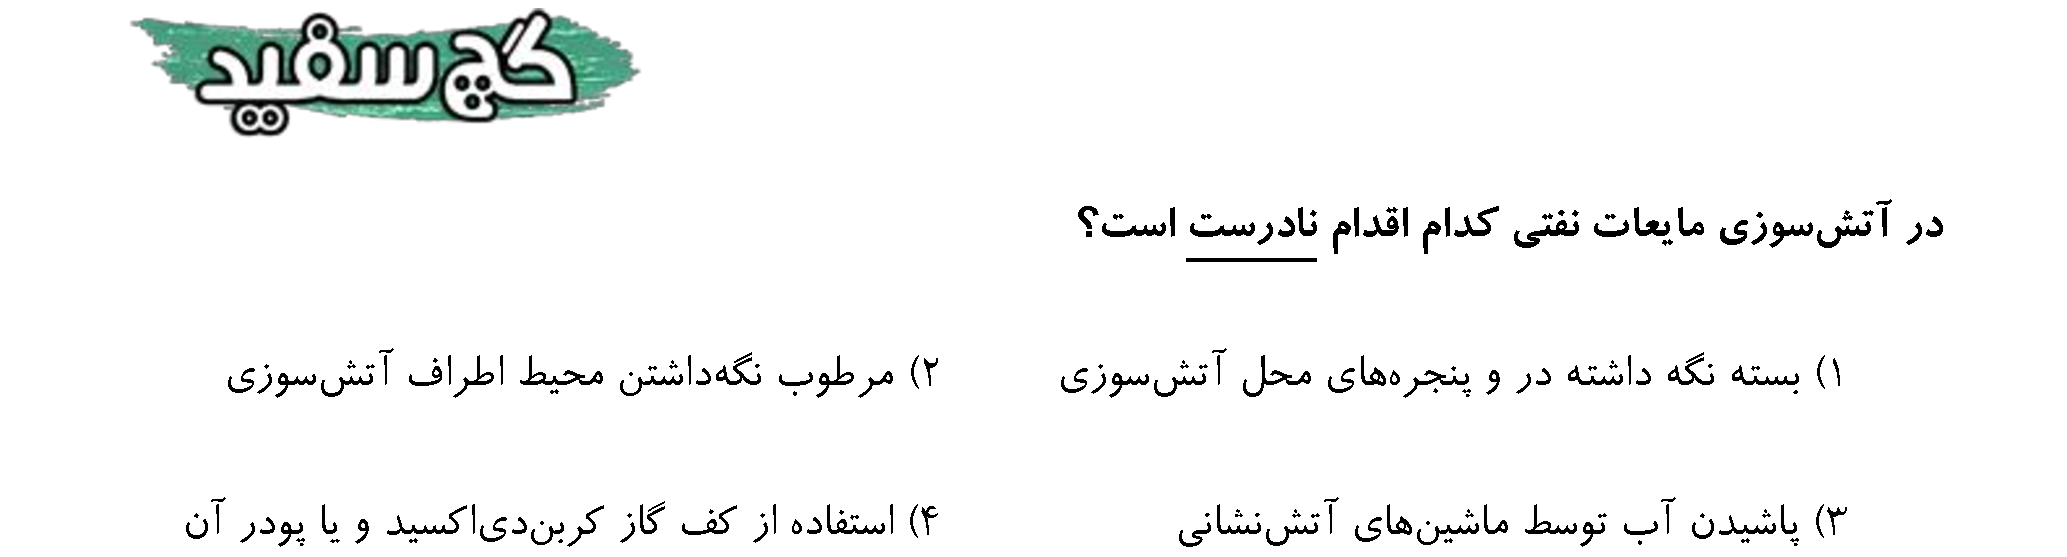 گچ سفید
در آتش‌سوزی مایعات نفتی کدام اقدام نادرست است؟
۱) بسته نگه داشته در و پنجره‌های محل آتش‌سوزی ۲) مرطوب نگه‌داشتن محیط اطراف آتش‌سوزی
۳) پاشیدن آب توسط ماشین‌های آتش‌نشانی ۴) استفاده از کف گاز کربن‌دی‌اکسید و یا پودر آن